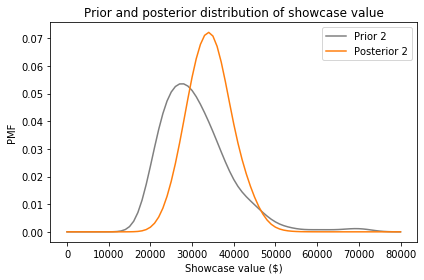 Prior and posterior distribution of showcase value
Prior 2
Posterior 2
PMF
0.07
0.06
0.05
0.04
0.03
0.02
0.01
0.00
0 10000 20000 30000 40000 50000 60000 70000 80000
Showcase value ($)